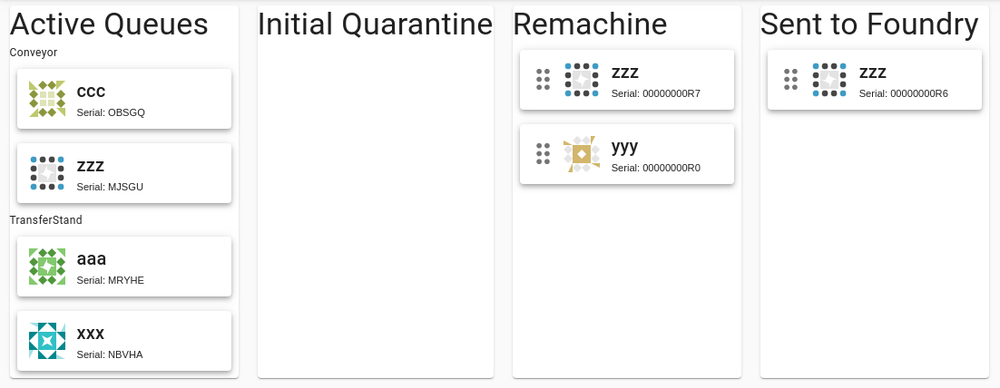 Active Queues
Conveyor
ccc
Serial: OBSGQ
zzz
Serial: MJSGU
TransferStand
aaa
Serial: MRYHE
xxx
Serial: NBVHA
Initial Quarantine
Remachine
zzz
Serial: 00000000R7
yyy
Serial: 00000000R0
Sent to Foundry
zzz
Serial: 00000000R6